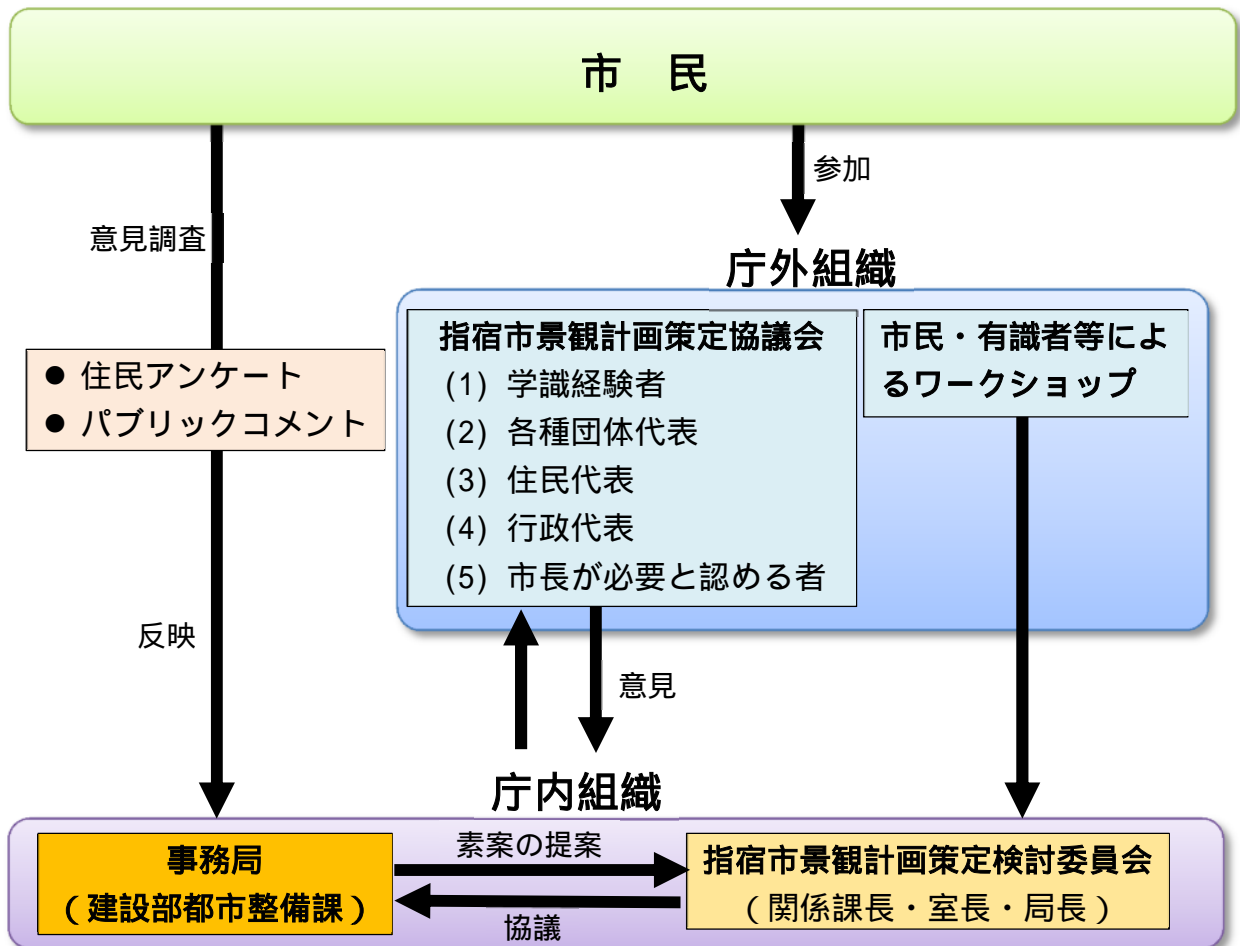 市　民
参加
意見調査
庁外組織
● 住民アンケート
● パブリックコメント
指宿市景観計画策定協議会
(1) 学識経験者
(2) 各種団体代表
(3) 住民代表
(4) 行政代表
(5) 市長が必要と認める者
市民・有識者等によ
るワークショップ
反映
意見
庁内組織
事務局
（建設部都市整備課）
素案の提案
協議
指宿市景観計画策定検討委員会
（関係課長・室長・局長）